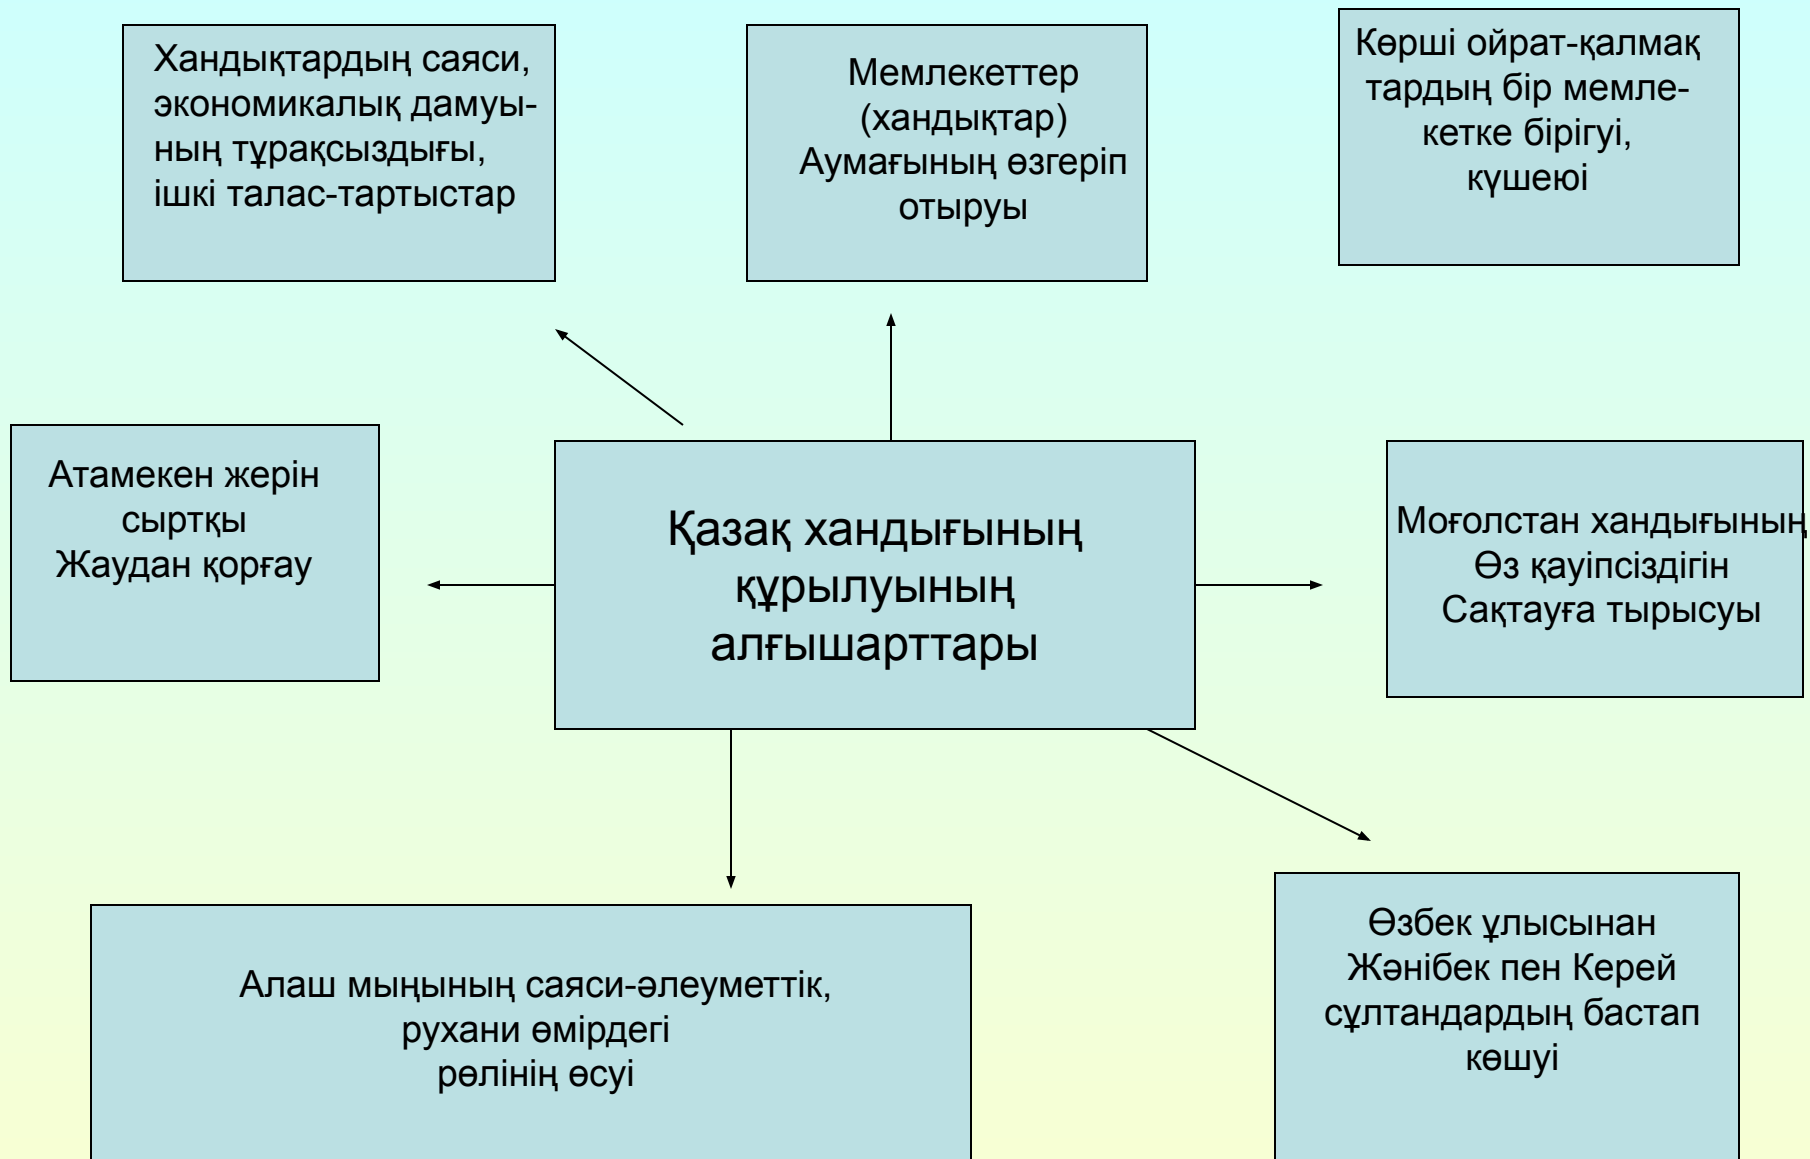 Хандықтардың саяси,
экономикалық дамуы-
ның тұрақсыздығы,
ішкі талас-тартыстар
Мемлекеттер
(хандықтар)
Аумағының өзгеріп
отыруы
Көрші ойрат-қалмақ
тардың бір мемле-
кетке бірігуі,
күшеюі
Атамекен жерін
сыртқы
Жаудан қорғау
Қазақ хандығының
құрылуының
алғышарттары
Моғолстан хандығының
Өз қауіпсіздігін
Сақтауға тырысуы
Алаш мыңының саяси-әлеуметтік,
рухани өмірдегі
рөлінің өсуі
Өзбек ұлысынан
Жәнібек пен Керей
сұлтандардың бастап
көшуі